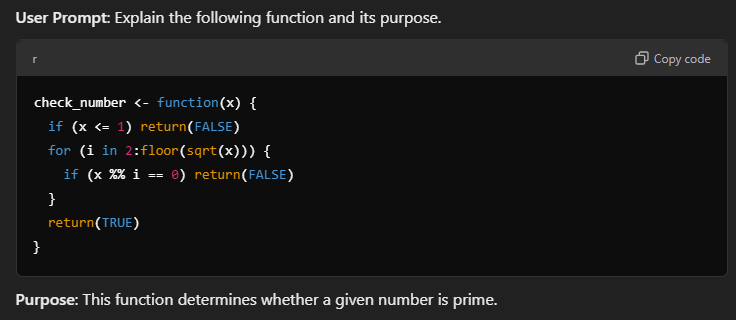 User Prompt: Explain the following function and its purpose.
r
Copy code
check_number <- function(x) {
  if (x <= 1) return(FALSE)
  for (i in 2:floor(sqrt(x))) {
    if (x %% i == 0) return(FALSE)
  }
  return(TRUE)
}
Purpose: This function determines whether a given number is prime.